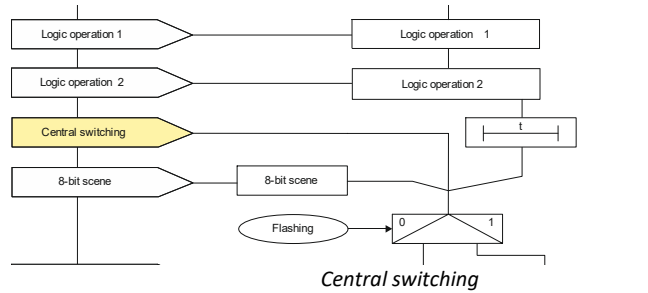 Logic operation 1
Logic operation 1
Logic operation 2
Logic operation 2
Central switching
t
8-bit scene
8-bit scene
0 1
Flashing
Central switching